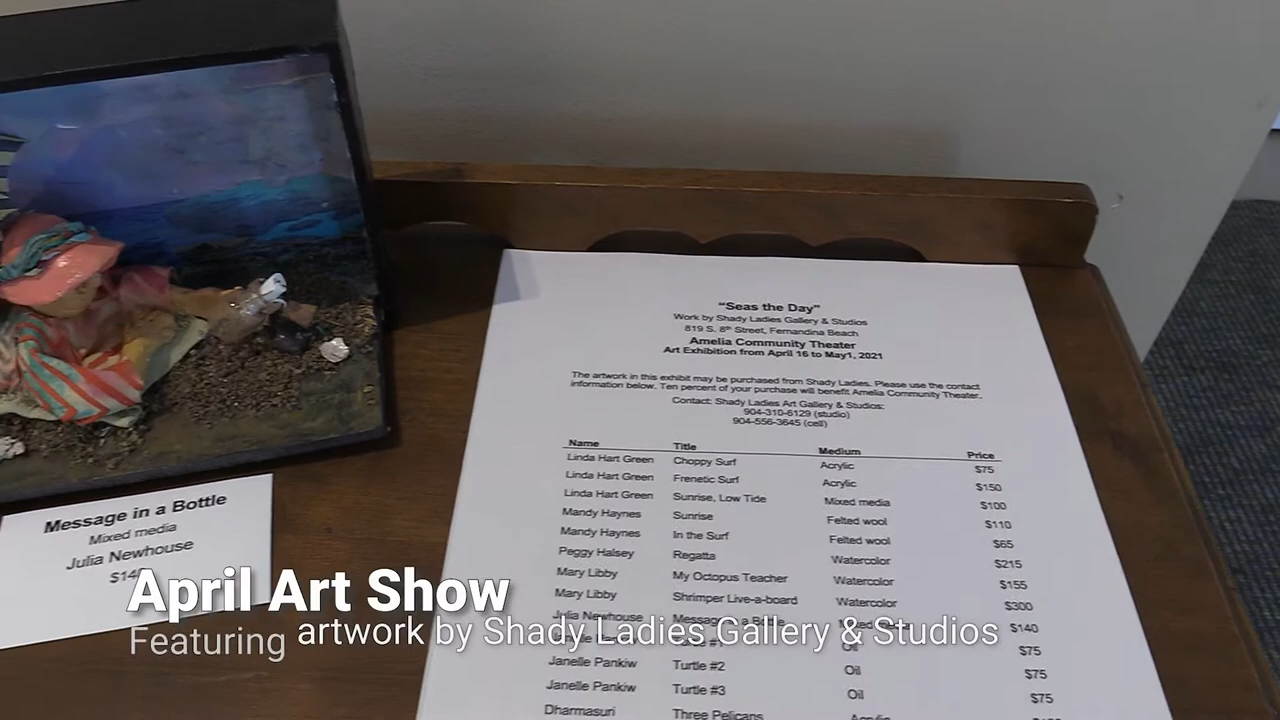 “Seas the Day”
Work by Shady Ladies Gallery & Studios
819 S. 8th Street, Fernandina Beach
Amelia Community Theater
Art Exhibition from April 16 to May1, 2021
The artwork in this exhibit may be purchased from Shady Ladies. Please use the contact
information below. Ten percent of your purchase will benefit Amelia Community Theater.
Contact: Shady Ladies Art Gallery & Studios:
904-310-6129 (studio)
904-556-3645 (cell)
Name Title Medium Price
Linda Hart Green Choppy Surf Acrylic $75
Linda Hart Green Frenetic Surf Acrylic $150
Linda Hart Green Sunrise, Low Tide Mixed media $100
Mandy Haynes Sunrise Felted wool $110
Mandy Haynes In the Surf Felted wool $65
Peggy Halsey Regatta Watercolor $215
Mary Libby My Octopus Teacher Watercolor $155
Mary Libby Shrimper Live-a-board Watercolor $300
Julia Newhouse Message in a Bottle $140
#1 Oil $75
Janelle Pankiw Turtle #2 Oil $75
Janelle Pankiw Turtle #3 Oil $75
Dharmasuri Three Pelicans Acrylic
Message in a Bottle
Mixed media
Julia Newhouse
$140
April Art Show
Featuring artwork by Shady Ladies Gallery & Studios